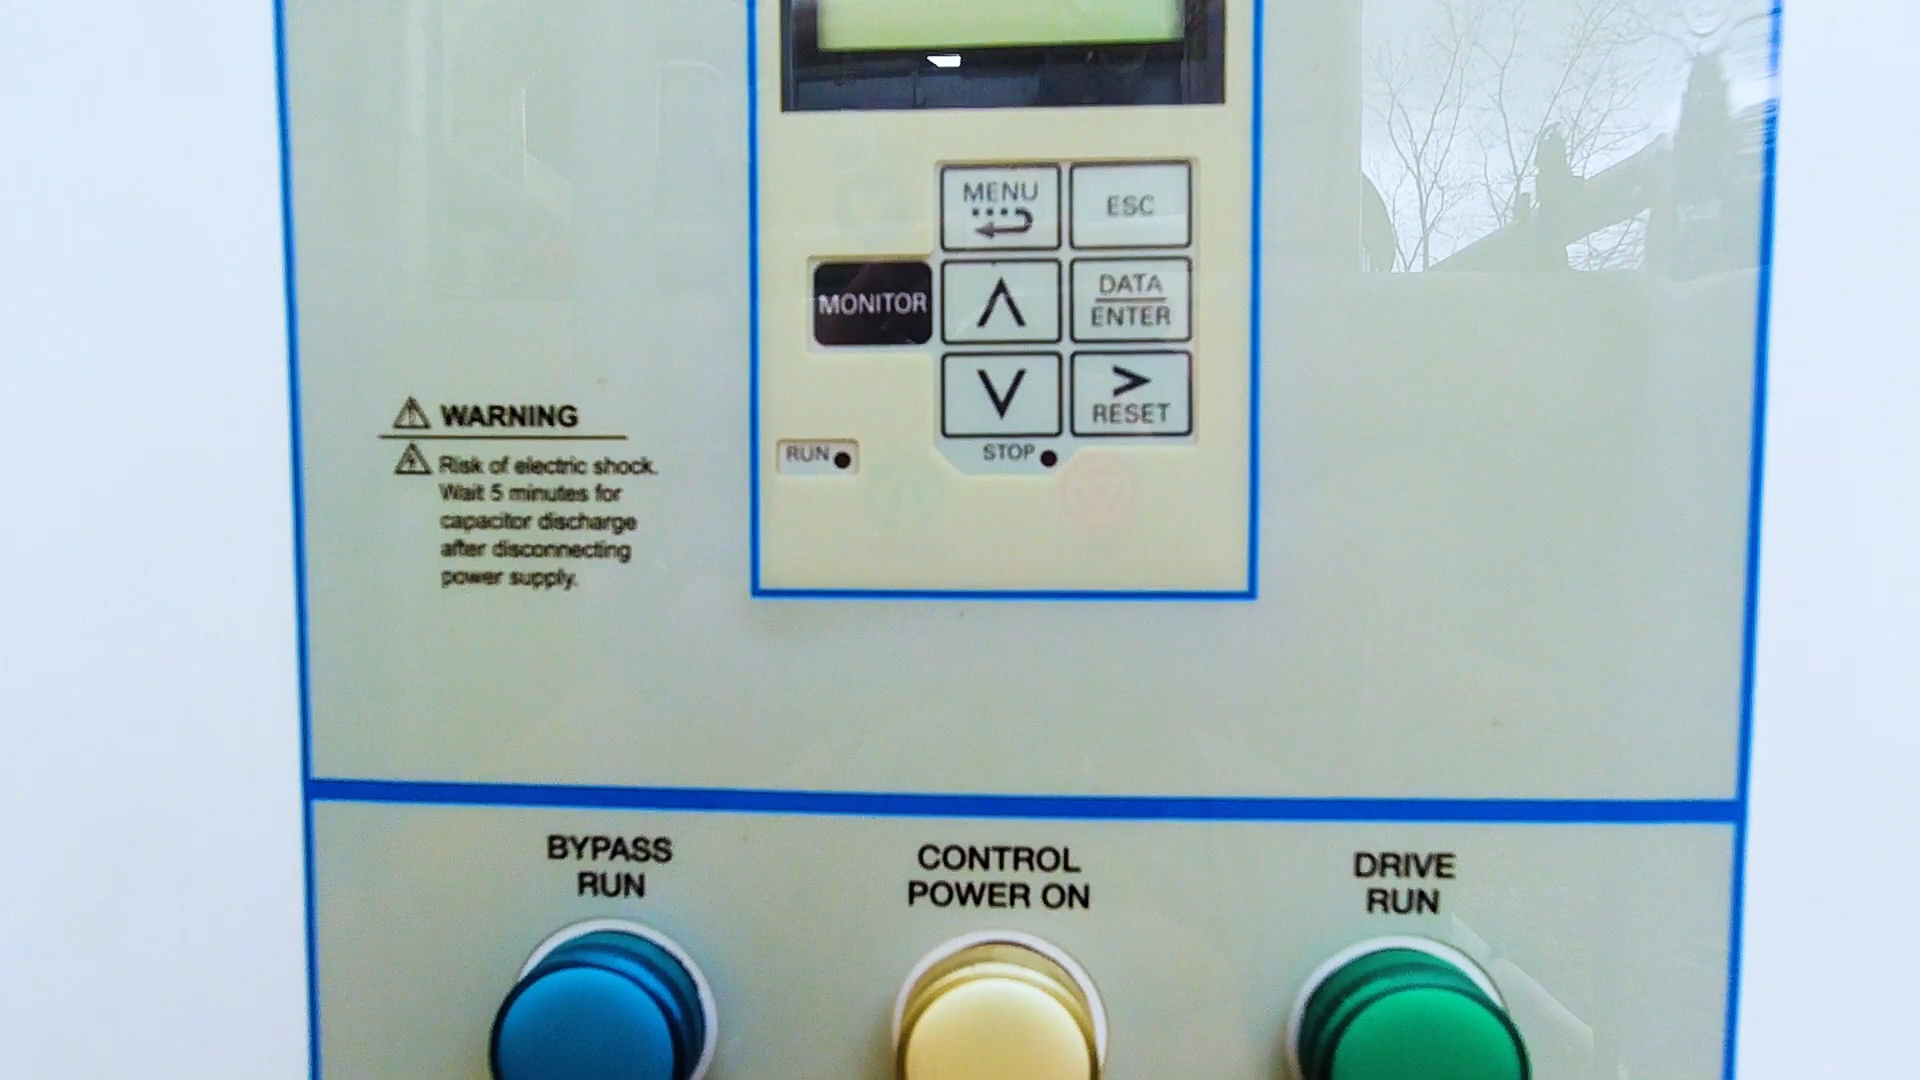 MENU
ESC
MONITOR
DATA
ENTER
RESET
RUN
STOP
WARNING
Risk of electric shock.
Wait 5 minutes for
capacitor discharge
after disconnecting
power supply.
BYPASS
RUN
CONTROL
POWER ON
DRIVE
RUN